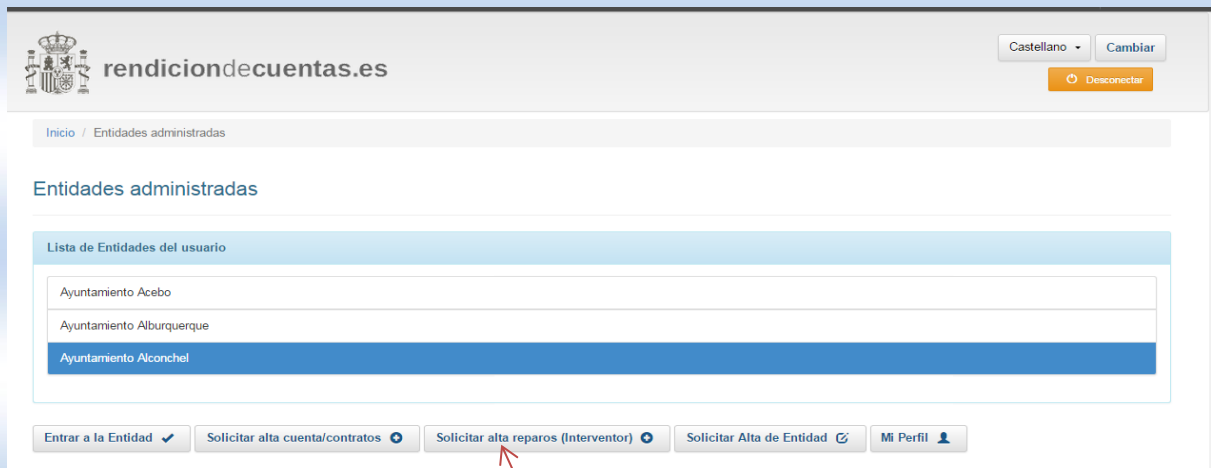 rendiciondecuentas.es
Castellano Cambiar
Desconectar
Inicio / Entidades administradas
Entidades administradas
Lista de Entidades del usuario
Ayuntamiento Acebo
Ayuntamiento Alburquerque
Ayuntamiento Alconchel
Entrar a la Entidad Solicitar alta cuenta/contratos Solicitar alta reparos (Interventor) Solicitar Alta de Entidad Mi Perfil